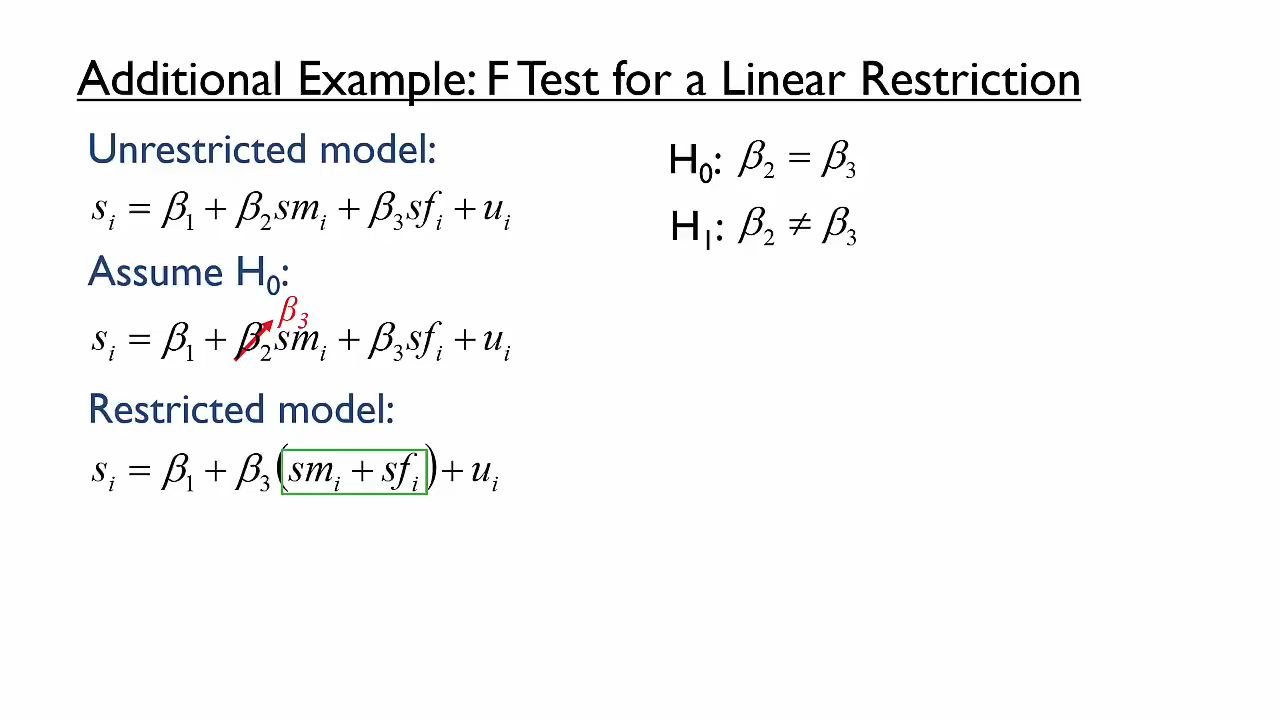 Additional Example: F Test for a Linear Restriction
Unrestricted model:
sᵢ = β₁ + β₂smᵢ + β₃sfᵢ + uᵢ
Assume H₀:
β₃
sᵢ = β₁ + β₂smᵢ + β₃sfᵢ + uᵢ
Restricted model:
sᵢ = β₁ + β₃(smᵢ + sfᵢ) + uᵢ
H₀: β₂ = β₃
H₁: β₂ ≠ β₃